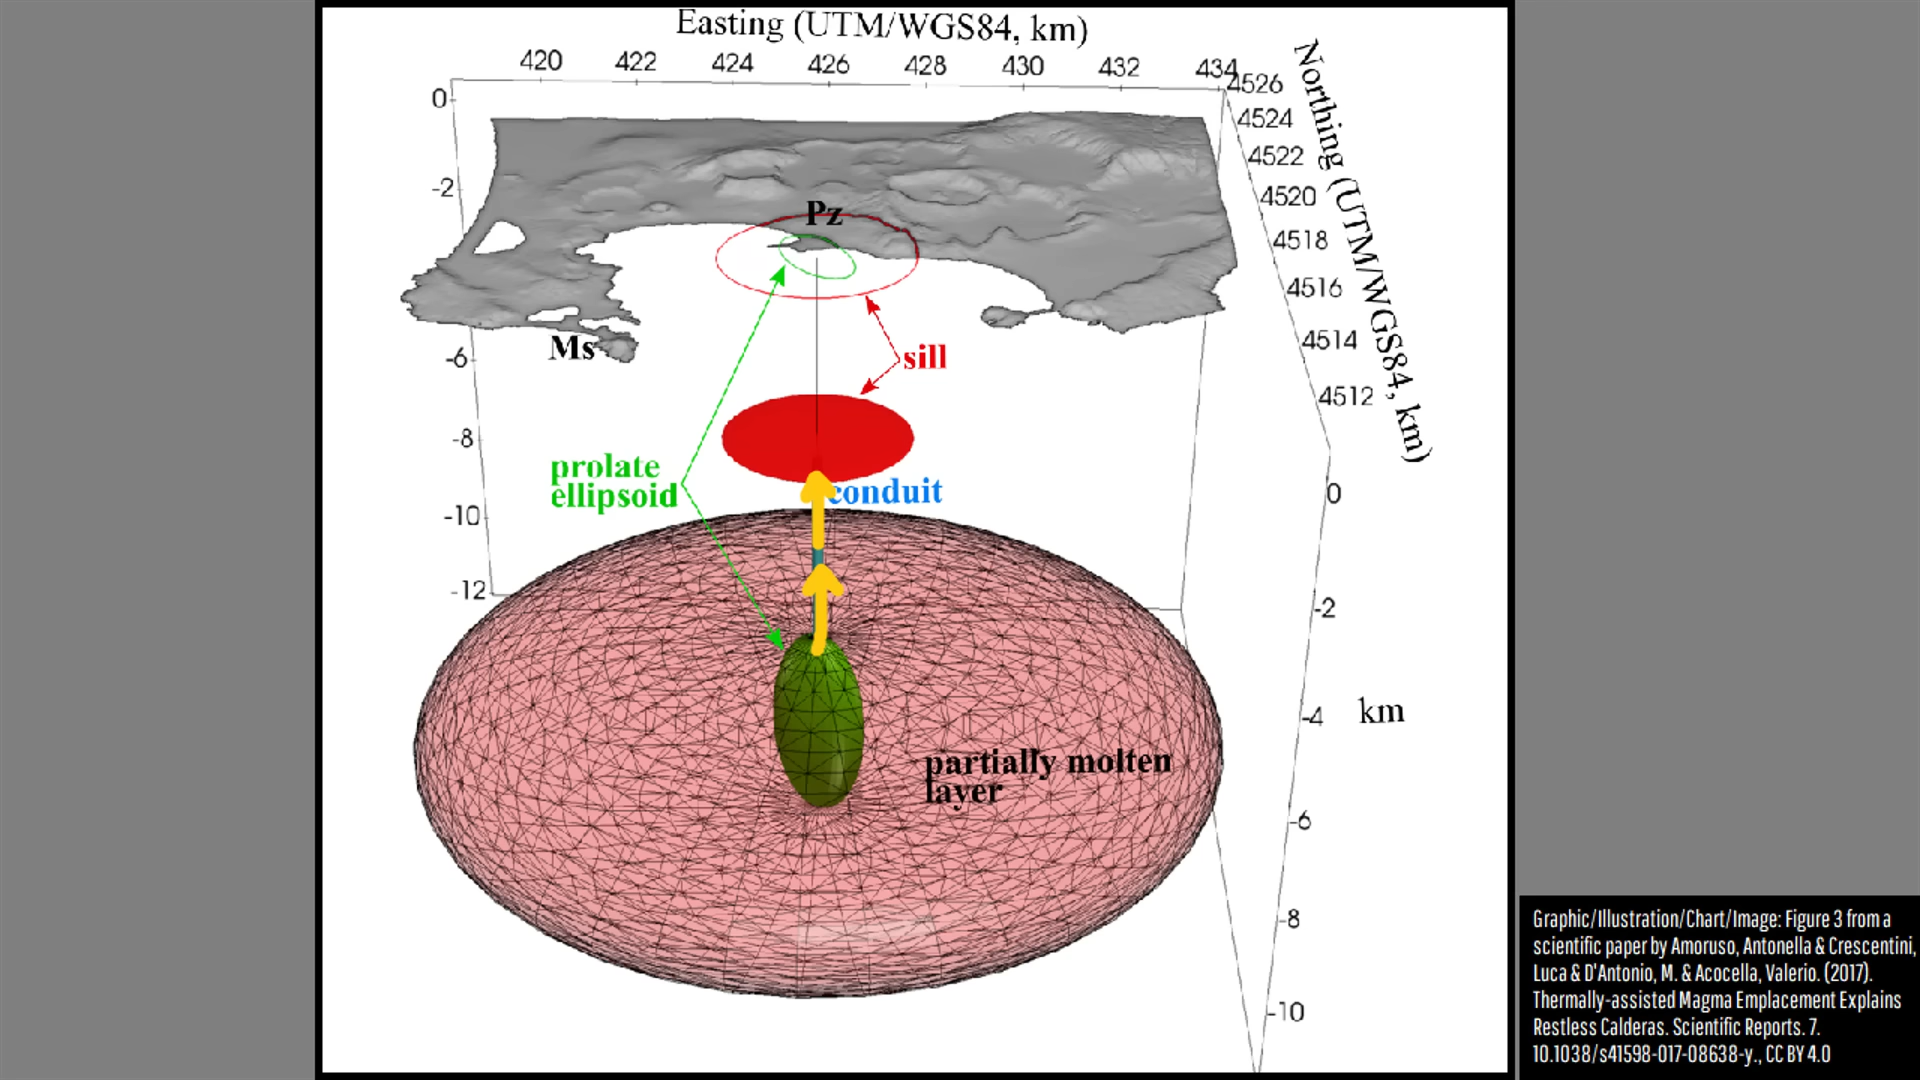 Easting (UTM/WGS84, km)
420 422 424 426 428 430 432 434
Northing (UTM/WGS84, km)
4526
4524
4522
4520
4518
4516
4514
4512
0
-2
-6
-8
-10
-12
Pz
Ms
sill
prolate
ellipsoid
conduit
partially molten
layer
0
-2
-4
km
-6
-8
-10
Graphic/Illustration/Chart/Image: Figure 3 from a
scientific paper by Amoruso, Antonella & Crescentini,
Luca & D'Antonio, M. & Acocella, Valerio. (2017).
Thermally-assisted Magma Emplacement Explains
Restless Calderas. Scientific Reports. 7.
10.1038/s41598-017-08638-y., CC BY 4.0